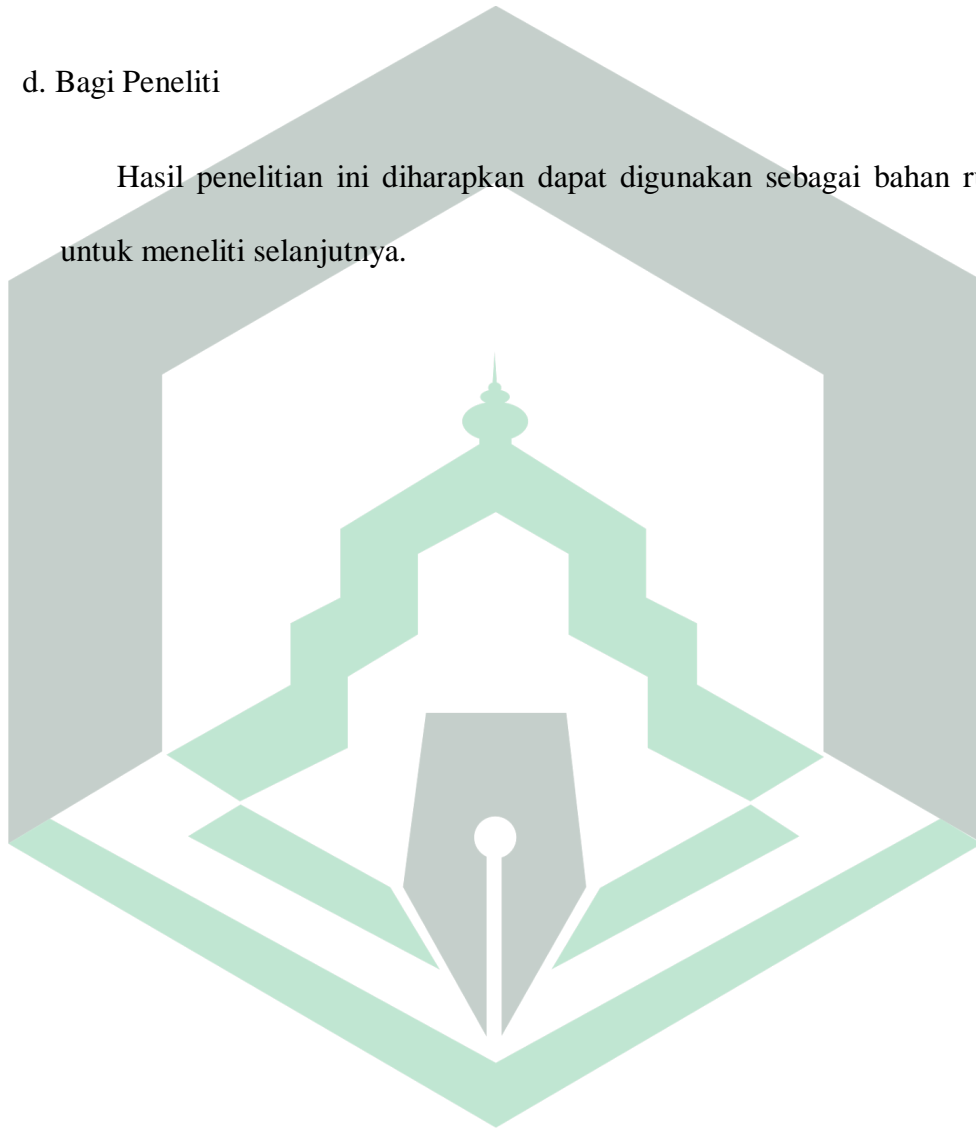 d. Bagi Peneliti
Hasil penelitian ini diharapkan dapat digunakan sebagai bahan
untuk meneliti selanjutnya.